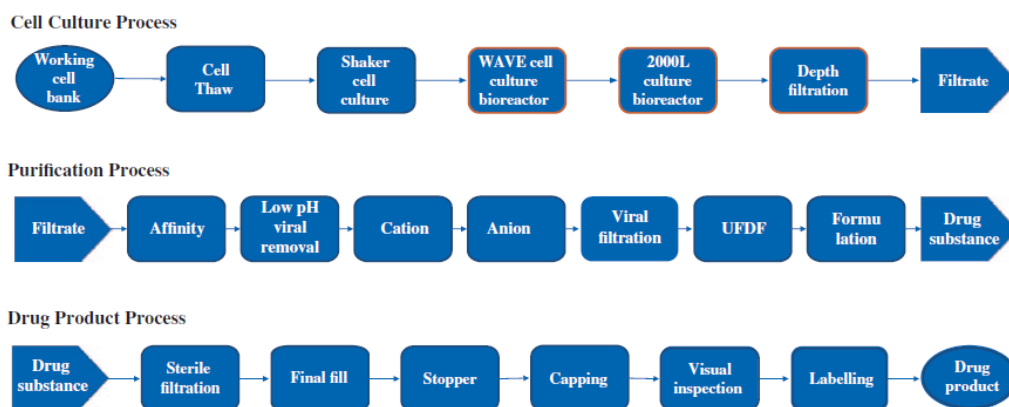 Cell Culture Process
Working
cell
bank
Cell
Thaw
Shaker
cell
culture
WAVE cell
culture
bioreactor
2000L
culture
bioreactor
Depth
filtration
Filtrate
Purification Process
Filtrate
Affinity
Low pH
viral
removal
Cation
Anion
Viral
filtration
UFDF
Formu
lation
Drug
substance
Drug Product Process
Drug
substance
Sterile
filtration
Final fill
Stopper
Capping
Visual
inspection
Labelling
Drug
product